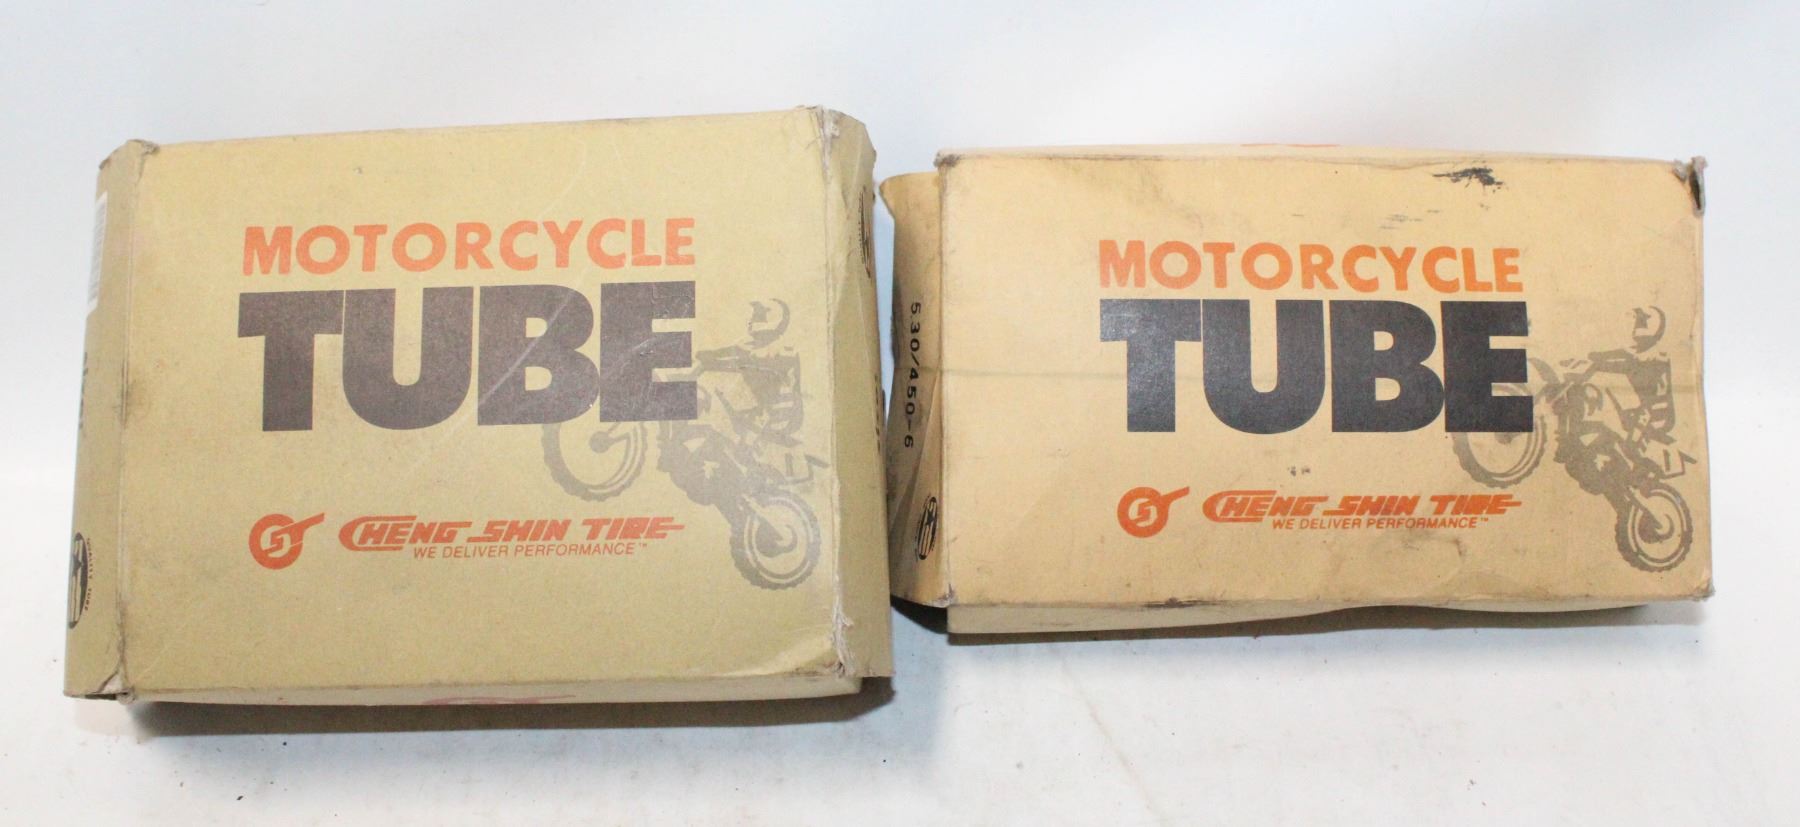 MOTORCYCLE
TUBE
CHENG SHIN TIRE
WE DELIVER PERFORMANCE™
530/450-6
MOTORCYCLE
TUBE
CHENG SHIN TIRE
WE DELIVER PERFORMANCE™